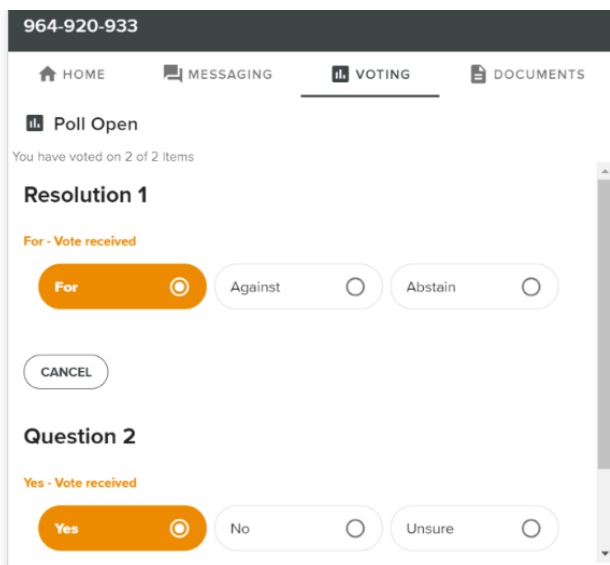 964-920-933
HOME MESSAGING VOTING DOCUMENTS
Poll Open
You have voted on 2 of 2 items
Resolution 1
For - Vote received
For Against Abstain
CANCEL
Question 2
Yes - Vote received
Yes No Unsure